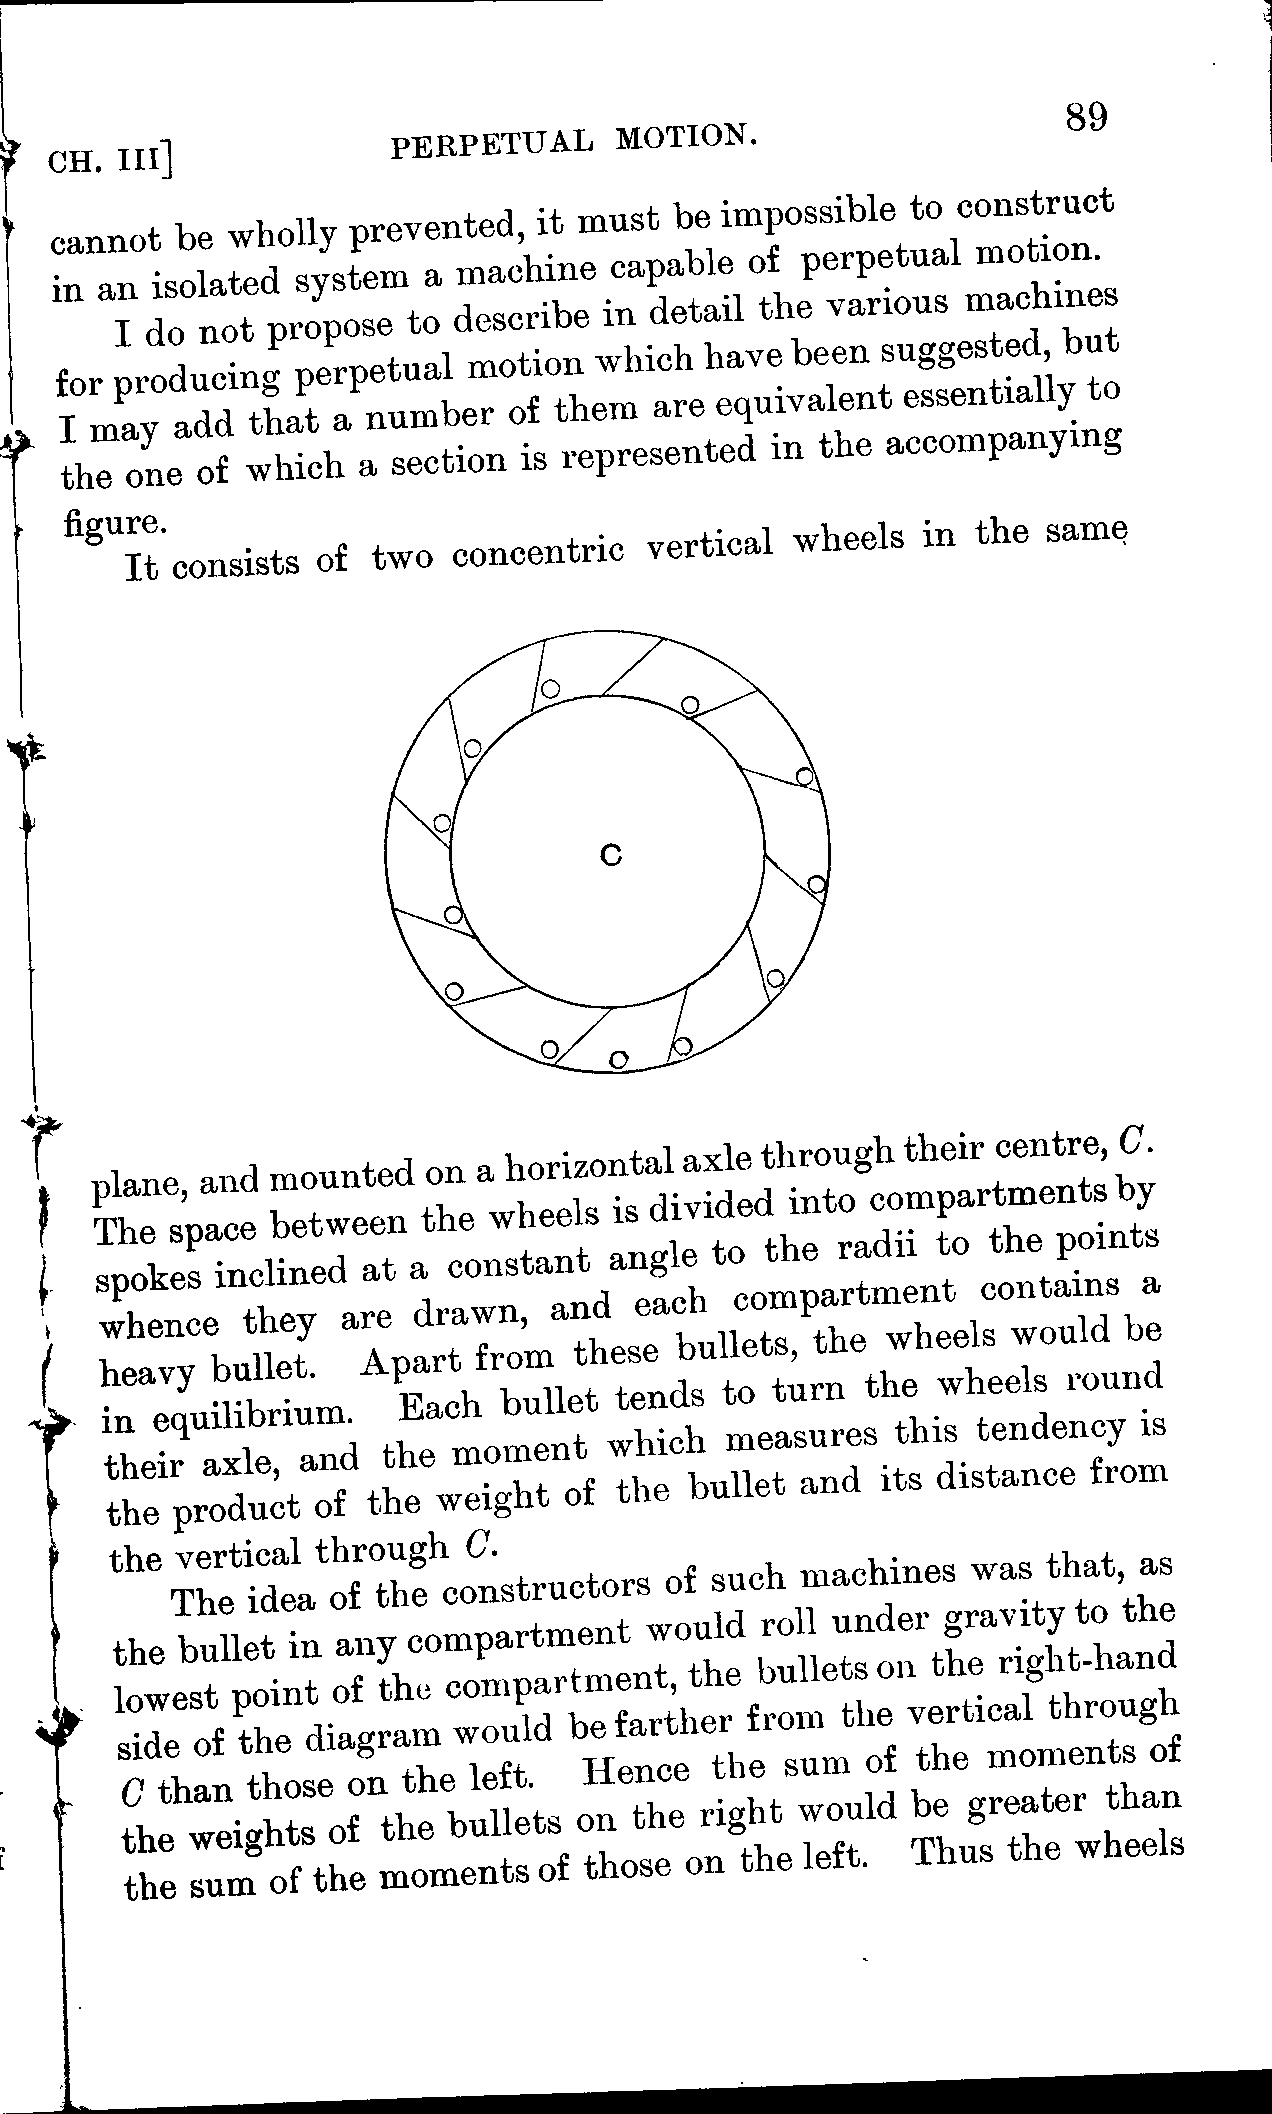 CH. III] PERPETUAL MOTION. 89
cannot be wholly prevented, it must be impossible to construct
in an isolated system a machine capable of perpetual motion.
I do not propose to describe in detail the various machines
for producing perpetual motion which have been suggested, but
I may add that a number of them are equivalent essentially to
the one of which a section is represented in the accompanying
figure.
It consists of two concentric vertical wheels in the same
C
plane, and mounted on a horizontal axle through their centre, C.
The space between the wheels is divided into compartments by
spokes inclined at a constant angle to the radii to the points
whence they are drawn, and each compartment contains a
heavy bullet. Apart from these bullets, the wheels would be
in equilibrium. Each bullet tends to turn the wheels round
their axle, and the moment which measures this tendency is
the product of the weight of the bullet and its distance from
the vertical through C.
The idea of the constructors of such machines was that, as
the bullet in any compartment would roll under gravity to the
lowest point of the compartment, the bullets on the right-hand
side of the diagram would be farther from the vertical through
C than those on the left. Hence the sum of the moments of
the weights of the bullets on the right would be greater than
the sum of the moments of those on the left. Thus the wheels